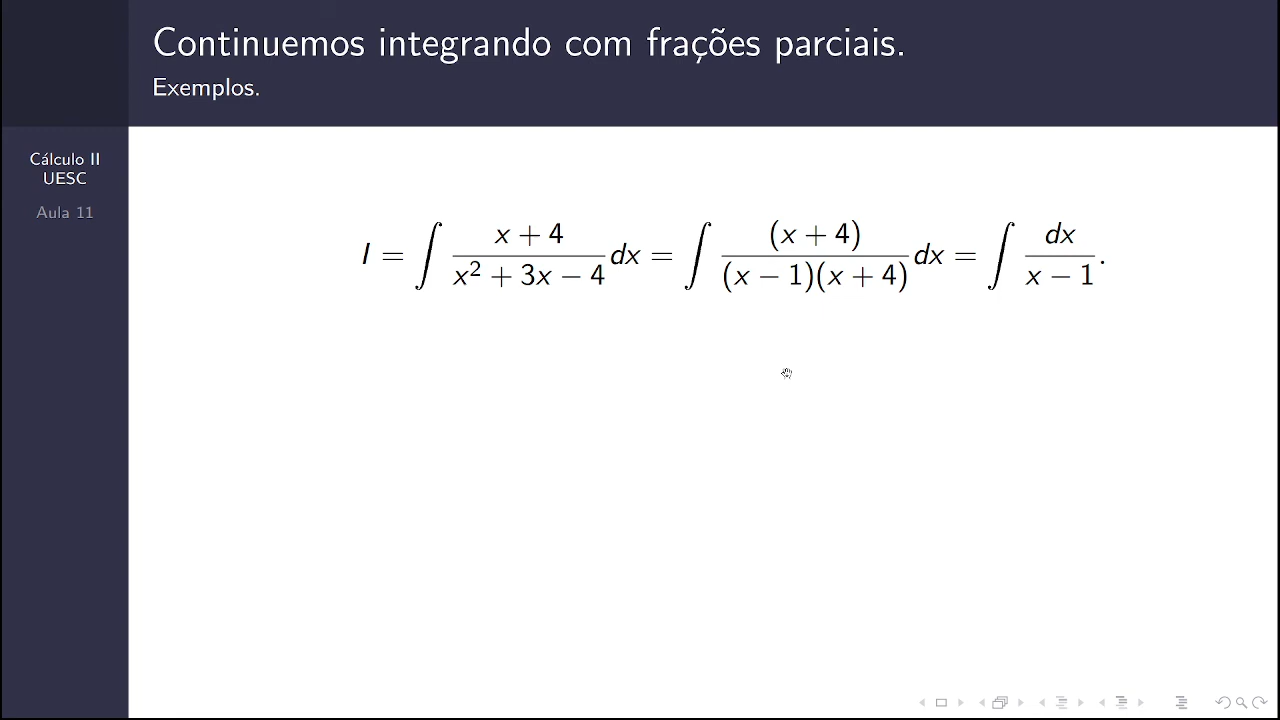 Continuemos integrando com frações parciais.
Exemplos.
Cálculo II
UESC
Aula 11
I = ∫ (x + 4)/(x² + 3x − 4) dx = ∫ (x + 4)/((x − 1)(x + 4)) dx = ∫ dx/(x − 1).